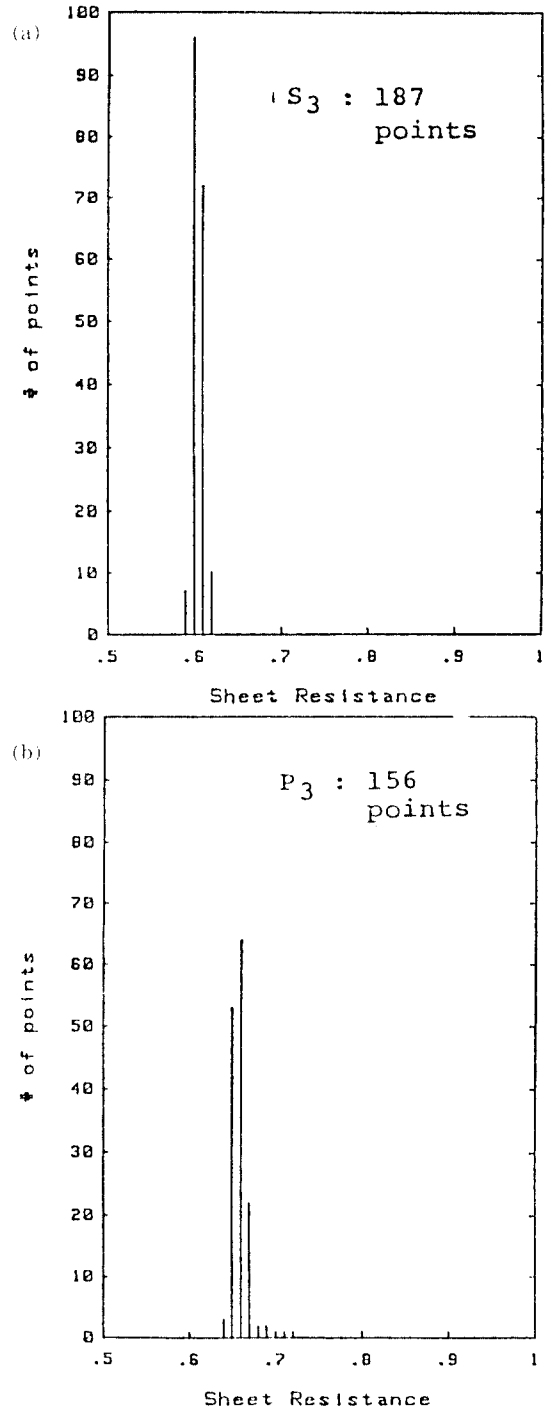 (a)
100
90
80
70
60
50
40
30
20
10
0
# of points
S3 : 187
points
.5 .6 .7 .8 .9 1
Sheet Resistance
(b)
100
90
80
70
60
50
40
30
20
10
0
# of points
P3 : 156
points
.5 .6 .7 .8 .9 1
Sheet Resistance